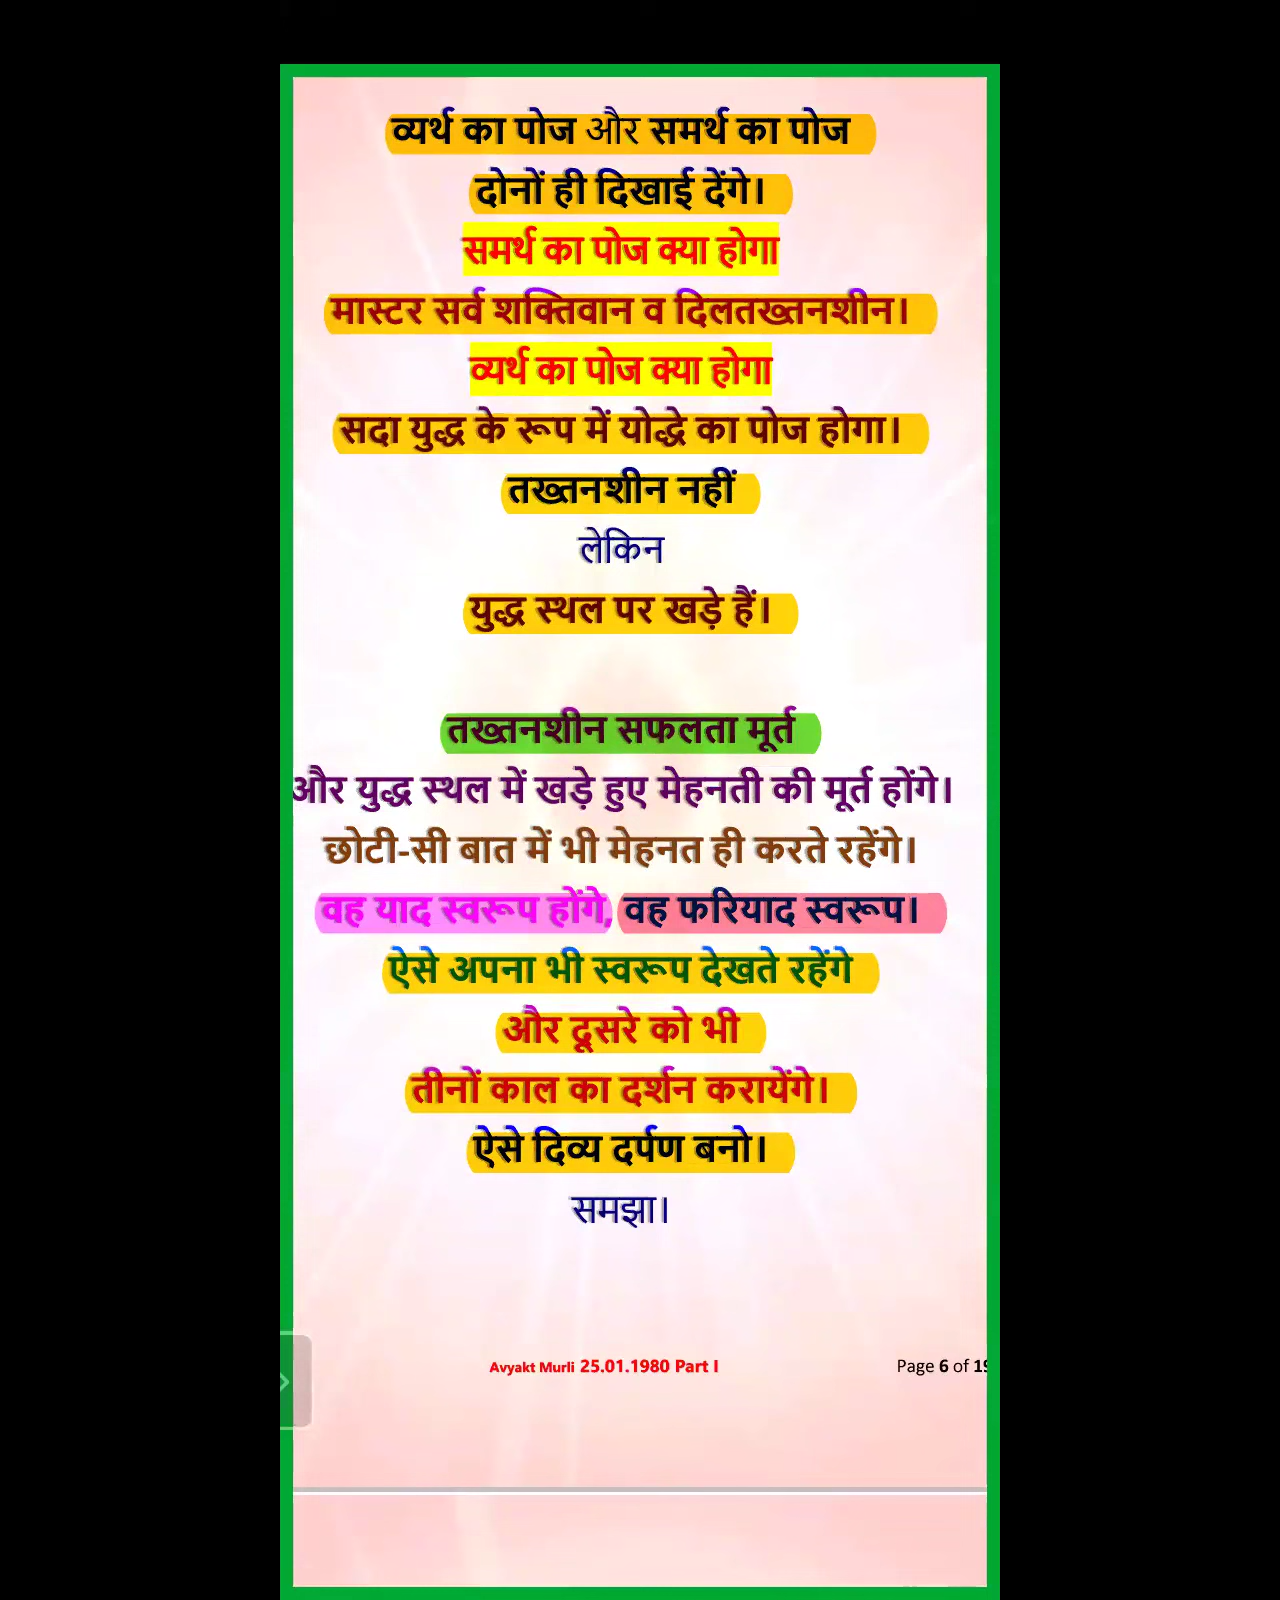 व्यर्थ का पोज और समर्थ का पोज
दोनों ही दिखाई देंगे।
समर्थ का पोज क्या होगा
मास्टर सर्व शक्तिवान व दिलतख्तनशीन।
व्यर्थ का पोज क्या होगा
सदा युद्ध के रूप में योद्धे का पोज होगा।
तख्तनशीन नहीं
लेकिन
युद्ध स्थल पर खड़े हैं।
तख्तनशीन सफलता मूर्त
और युद्ध स्थल में खड़े हुए मेहनती की मूर्त होंगे।
छोटी-सी बात में भी मेहनत ही करते रहेंगे।
वह याद स्वरूप होंगे, वह फरियाद स्वरूप।
ऐसे अपना भी स्वरूप देखते रहेंगे
और दूसरे को भी
तीनों काल का दर्शन करायेंगे।
ऐसे दिव्य दर्पण बनो।
समझा।
Avyakt Murli 25.01.1980 Part I Page 6 of 19